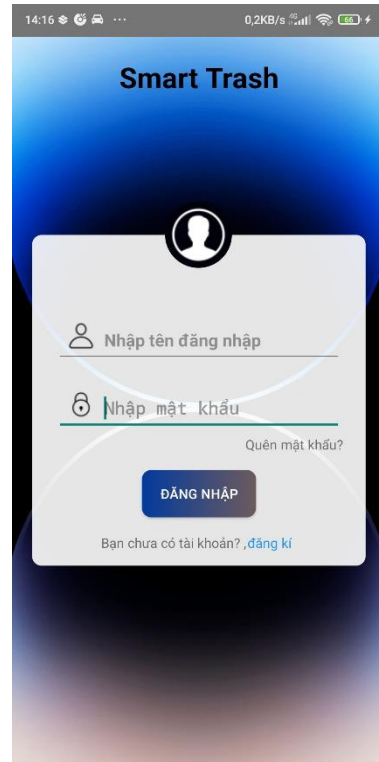 14:16 ... 0,2KB/s 4G 66
Smart Trash
Nhập tên đăng nhập
Nhập mật khẩu
Quên mật khẩu?
ĐĂNG NHẬP
Bạn chưa có tài khoản? ,đăng kí